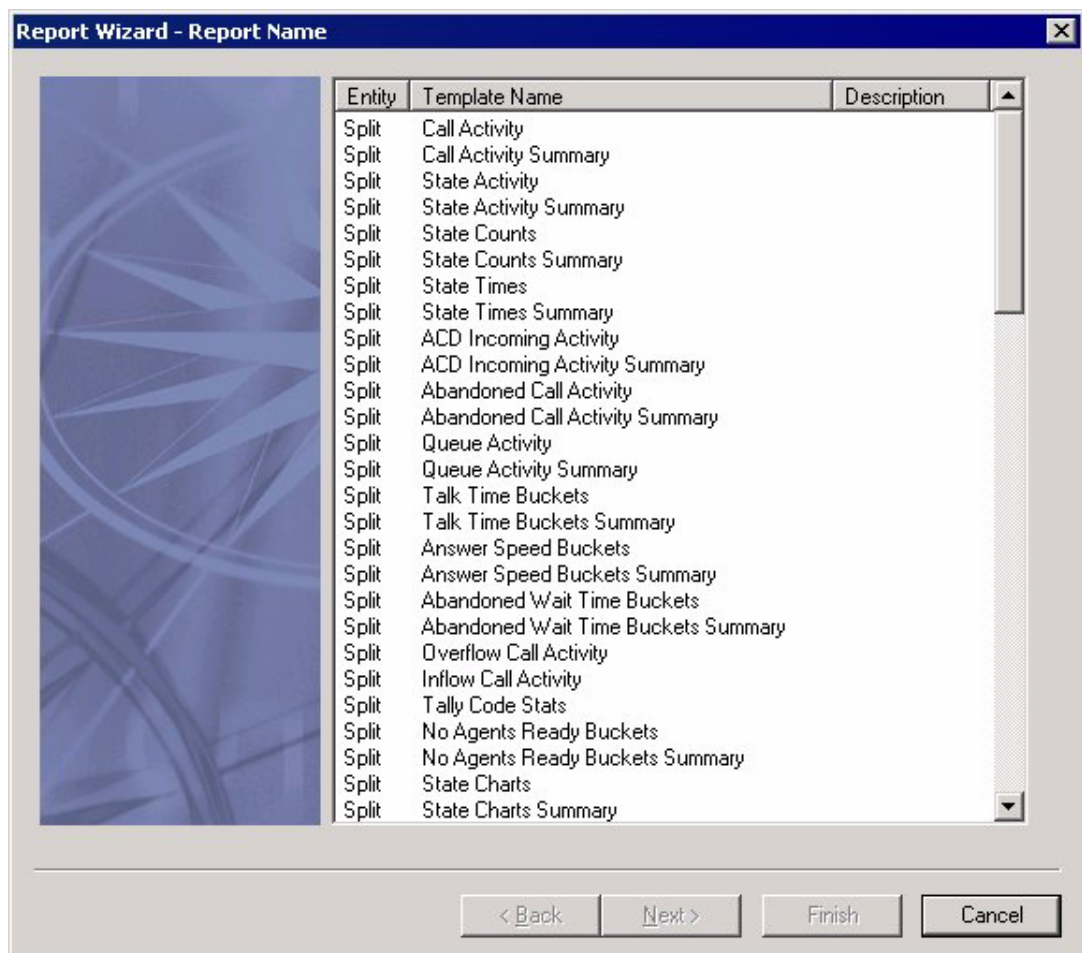 Report Wizard - Report Name
Entity Template Name Description
Split Call Activity
Split Call Activity Summary
Split State Activity
Split State Activity Summary
Split State Counts
Split State Counts Summary
Split State Times
Split State Times Summary
Split ACD Incoming Activity
Split ACD Incoming Activity Summary
Split Abandoned Call Activity
Split Abandoned Call Activity Summary
Split Queue Activity
Split Queue Activity Summary
Split Talk Time Buckets
Split Talk Time Buckets Summary
Split Answer Speed Buckets
Split Answer Speed Buckets Summary
Split Abandoned Wait Time Buckets
Split Abandoned Wait Time Buckets Summary
Split Overflow Call Activity
Split Inflow Call Activity
Split Tally Code Stats
Split No Agents Ready Buckets
Split No Agents Ready Buckets Summary
Split State Charts
Split State Charts Summary
< Back Next > Finish Cancel